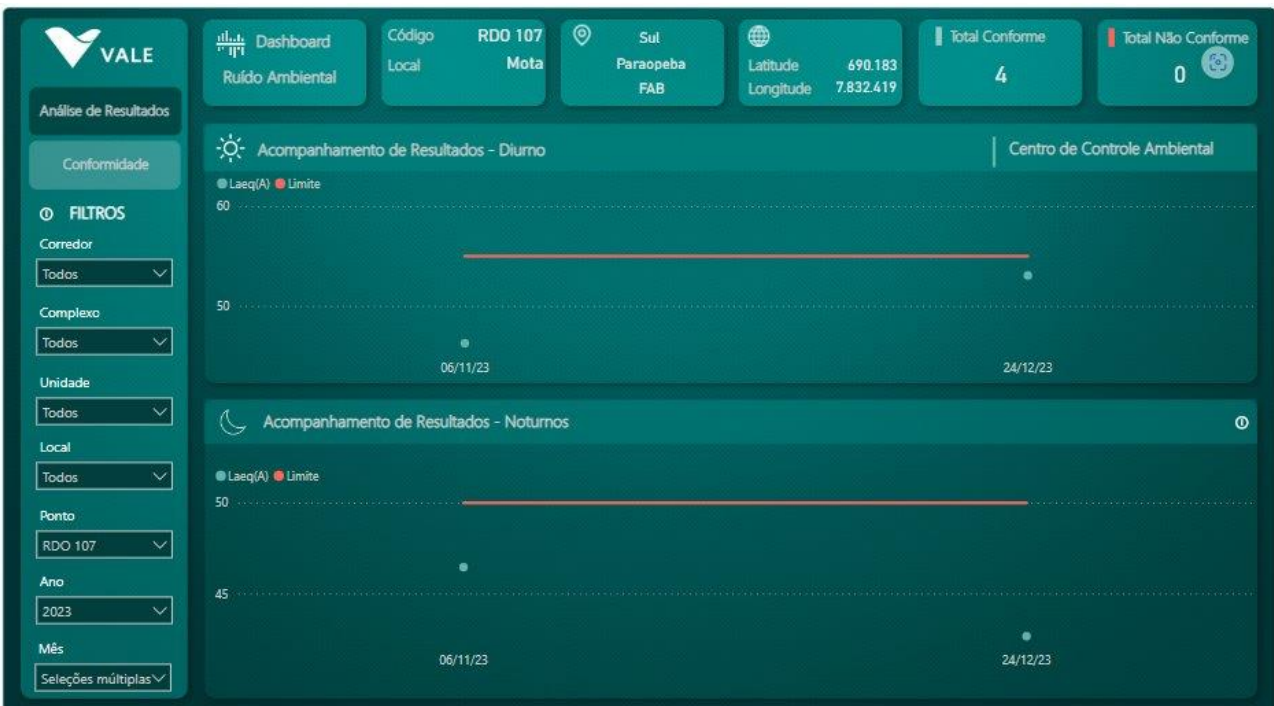 VALE
Análise de Resultados
Conformidade
FILTROS
Corredor
Todos
Complexo
Todos
Unidade
Todos
Local
Todos
Ponto
RDO 107
Ano
2023
Mês
Seleções múltiplas
Dashboard
Ruído Ambiental
Código RDO 107
Local Mota
Sul
Paraopeba
FAB
Latitude 690.183
Longitude 7.832.419
Total Conforme
4
Total Não Conforme
0
Acompanhamento de Resultados - Diurno
Centro de Controle Ambiental
Laeq(A) Limite
60
50
06/11/23 24/12/23
Acompanhamento de Resultados - Noturnos
Laeq(A) Limite
50
45
06/11/23 24/12/23